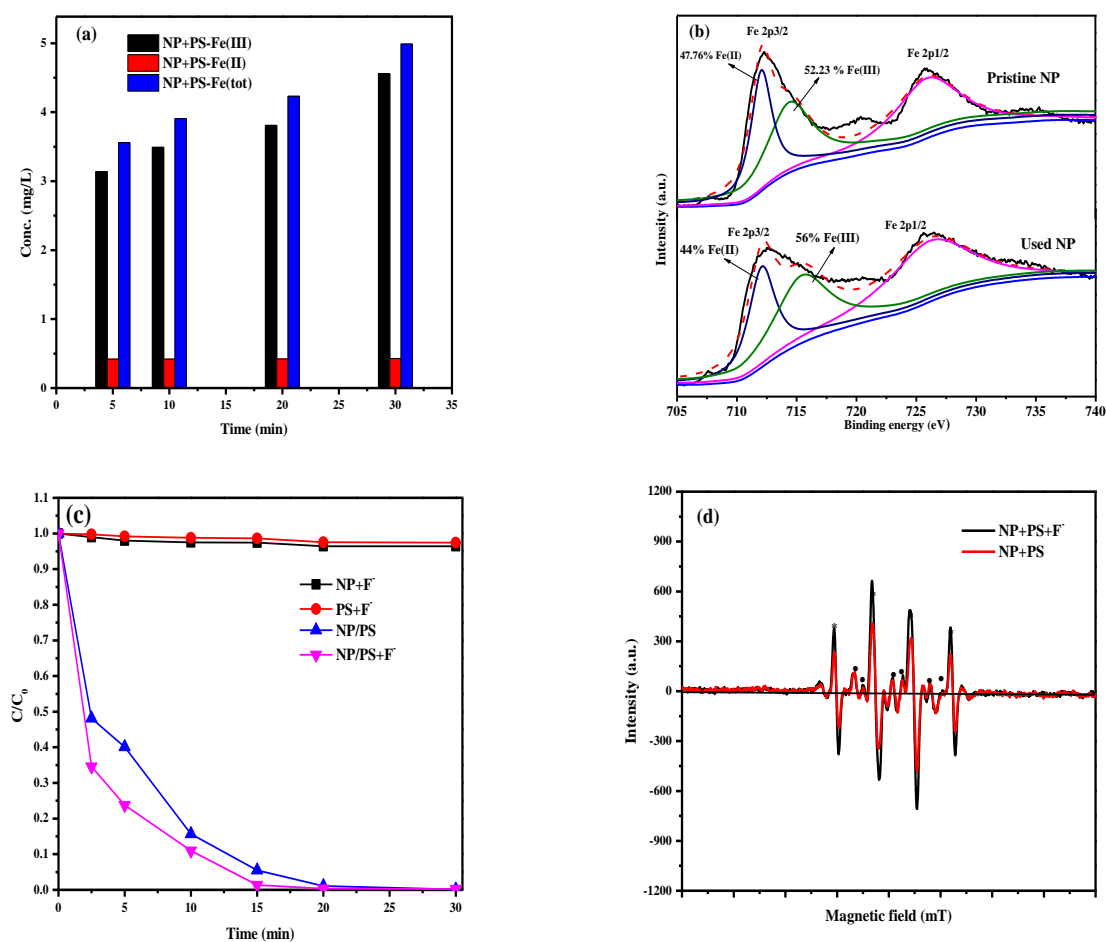 (a)
NP+PS-Fe(III)
NP+PS-Fe(II)
NP+PS-Fe(tot)
5
4
3
2
1
0
Conc. (mg/L)
0 5 10 15 20 25 30 35
Time (min)
(b)
Fe 2p3/2
47.76% Fe(II)
52.23 % Fe(III)
Fe 2p1/2
Pristine NP
Fe 2p3/2
44% Fe(II)
56% Fe(III)
Fe 2p1/2
Used NP
Intensity (a.u.)
705 710 715 720 725 730 735 740
Binding energy (eV)
(c)
1.1
1.0
0.9
0.8
0.7
0.6
0.5
0.4
0.3
0.2
0.1
0.0
C/C₀
NP+F⁻
PS+F⁻
NP/PS
NP/PS+F⁻
0 5 10 15 20 25 30
Time (min)
(d)
NP+PS+F⁻
NP+PS
1200
900
600
300
0
-300
-600
-900
-1200
Intensity (a.u.)
Magnetic field (mT)